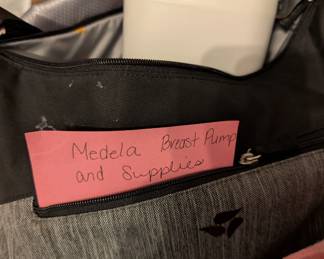 Medela Breast Pump
and Supplies